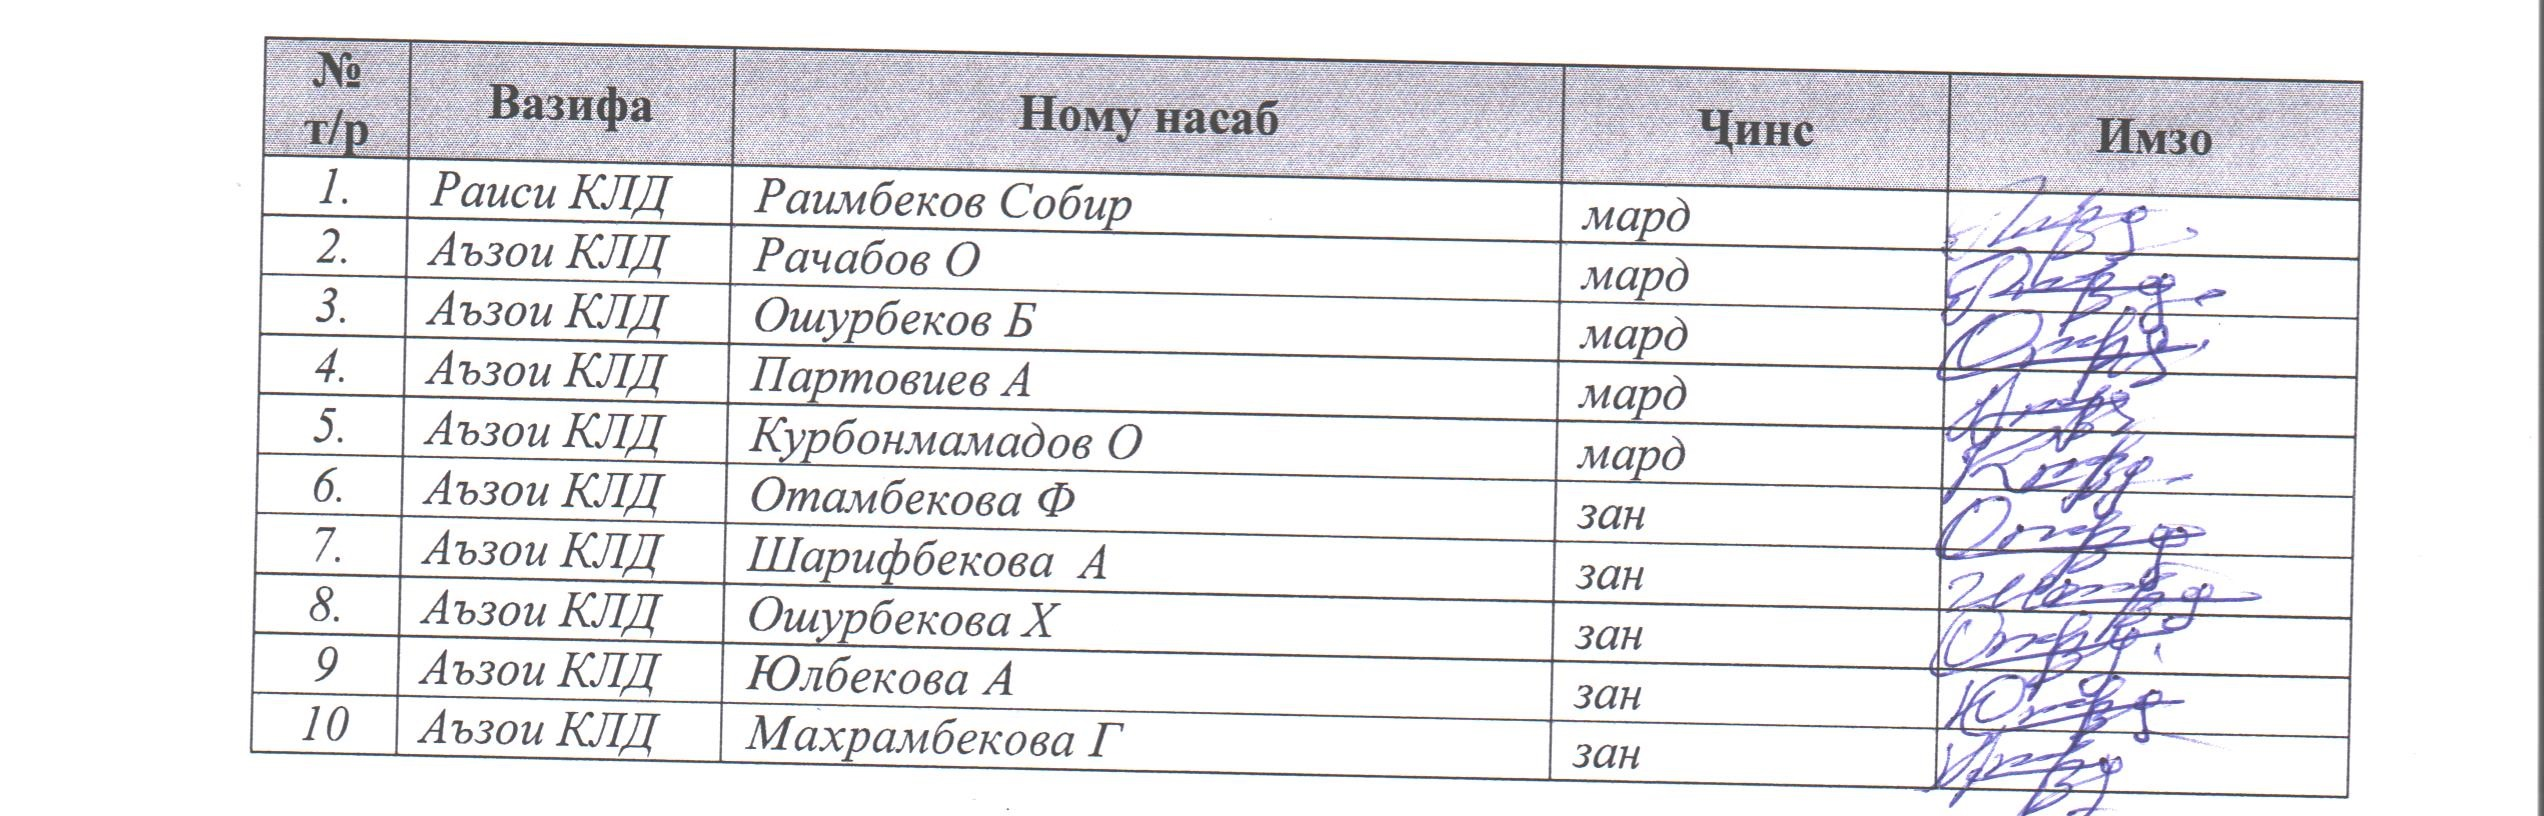 № т/р Вазифа Ному насаб Ҷинс Имзо
1. Раиси КЛД Раимбеков Собир мард
2. Аъзои КЛД Рачабов О мард
3. Аъзои КЛД Ошурбеков Б мард
4. Аъзои КЛД Партовиев А мард
5. Аъзои КЛД Курбонмамадов О мард
6. Аъзои КЛД Отамбекова Ф зан
7. Аъзои КЛД Шарифбекова А зан
8. Аъзои КЛД Ошурбекова Х зан
9 Аъзои КЛД Юлбекова А зан
10 Аъзои КЛД Махрамбекова Г зан